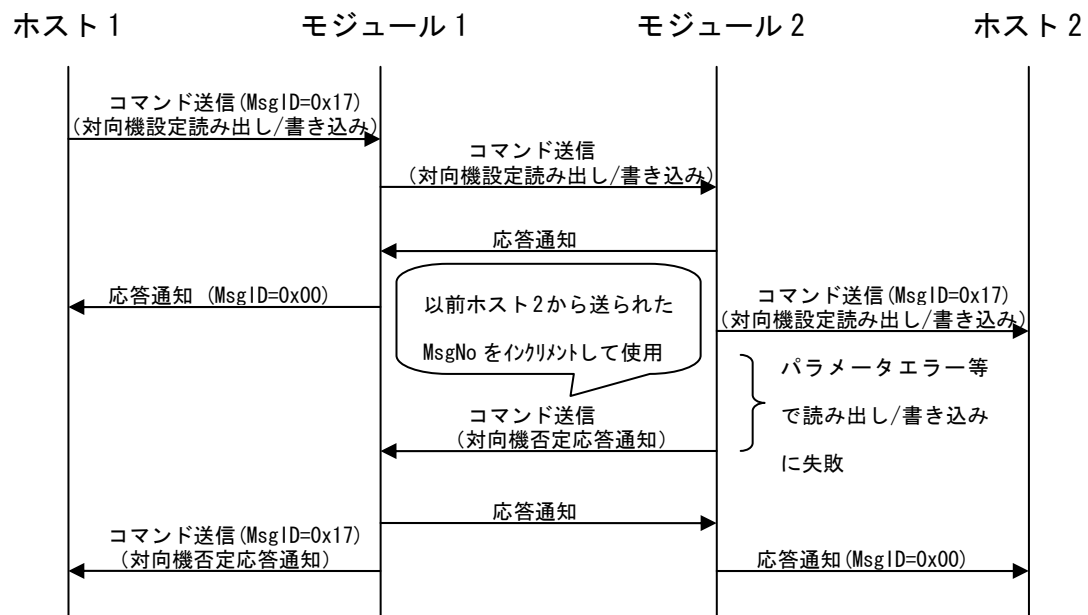 ホスト1
モジュール1
モジュール2
ホスト2
コマンド送信(MsgID=0x17)
(対向機設定読み出し/書き込み)
コマンド送信
(対向機設定読み出し/書き込み)
応答通知
応答通知 (MsgID=0x00)
以前ホスト2から送られた
MsgNo をインクリメントして使用
コマンド送信(MsgID=0x17)
(対向機設定読み出し/書き込み)
パラメータエラー等
で読み出し/書き込み
に失敗
コマンド送信
(対向機否定応答通知)
応答通知
コマンド送信(MsgID=0x17)
(対向機否定応答通知)
応答通知(MsgID=0x00)